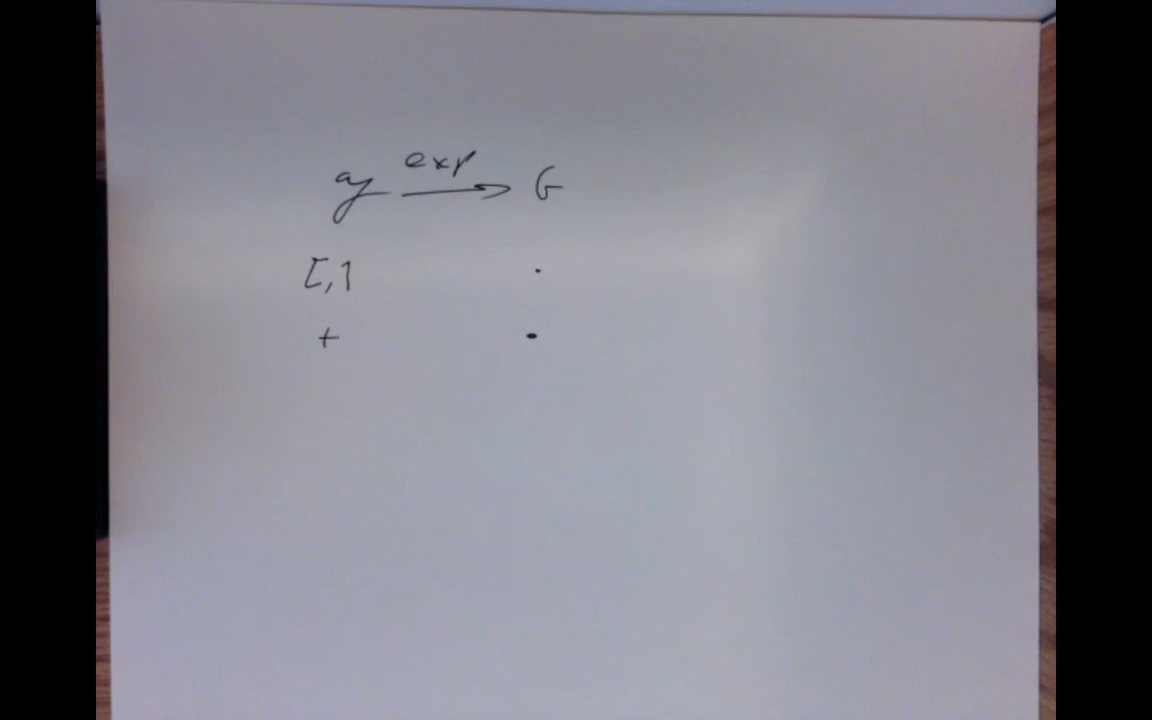 𝔤 exp → G
[,] ·
+ ·